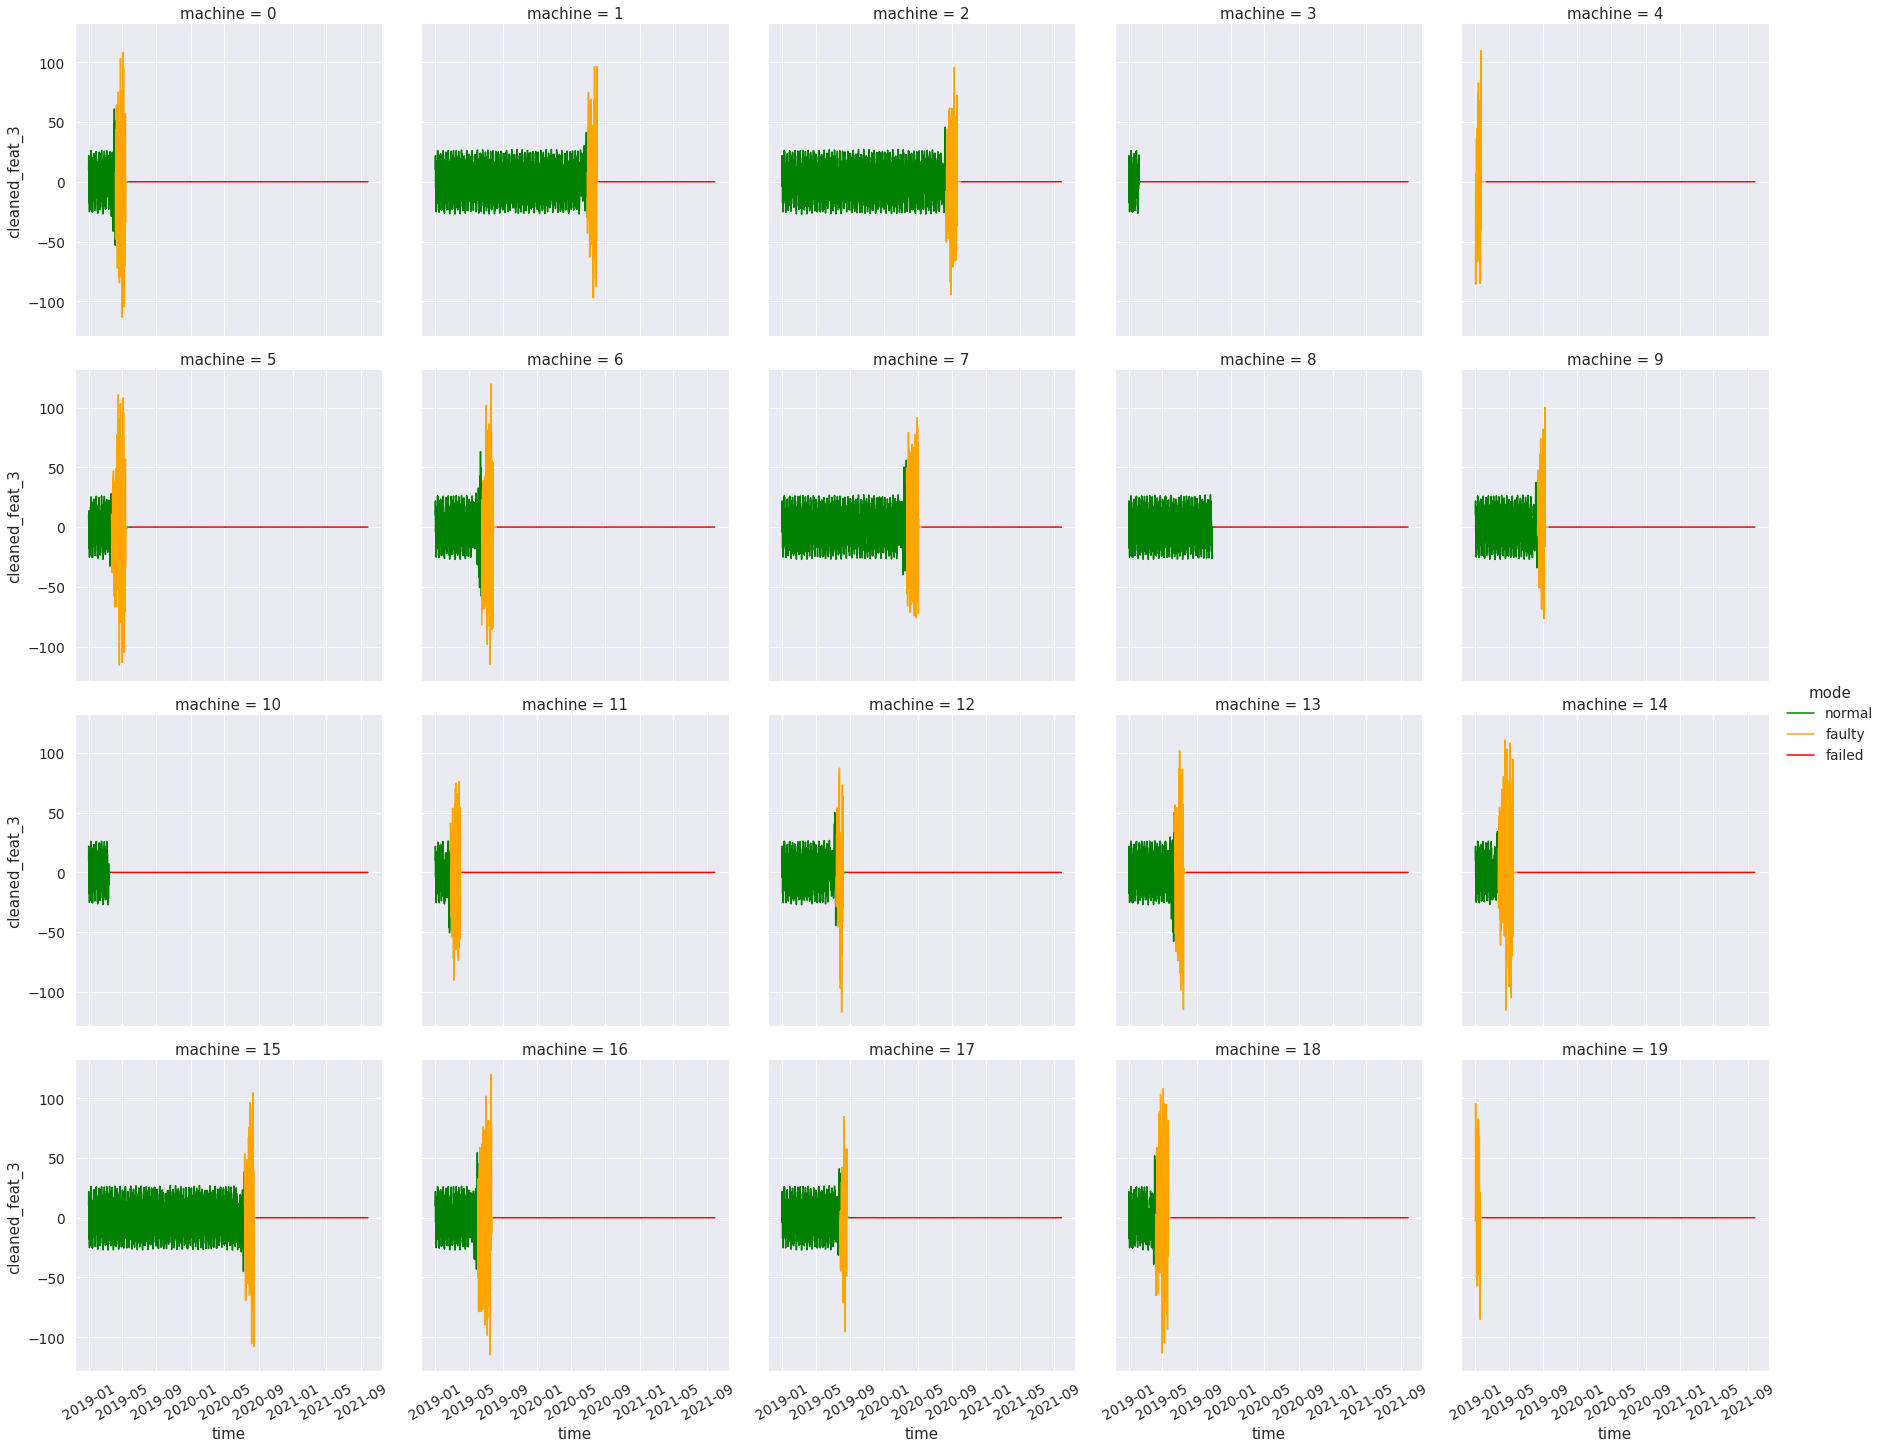 machine = 0 machine = 1 machine = 2 machine = 3 machine = 4
100
50
0
−50
−100
cleaned_feat_3
machine = 5 machine = 6 machine = 7 machine = 8 machine = 9
100
50
0
−50
−100
cleaned_feat_3
mode
normal
faulty
failed
machine = 10 machine = 11 machine = 12 machine = 13 machine = 14
100
50
0
−50
−100
cleaned_feat_3
machine = 15 machine = 16 machine = 17 machine = 18 machine = 19
100
50
0
−50
−100
cleaned_feat_3
2019-01 2019-05 2019-09 2020-01 2020-05 2020-09 2021-01 2021-05 2021-09
time
2019-01 2019-05 2019-09 2020-01 2020-05 2020-09 2021-01 2021-05 2021-09
time
2019-01 2019-05 2019-09 2020-01 2020-05 2020-09 2021-01 2021-05 2021-09
time
2019-01 2019-05 2019-09 2020-01 2020-05 2020-09 2021-01 2021-05 2021-09
time
2019-01 2019-05 2019-09 2020-01 2020-05 2020-09 2021-01 2021-05 2021-09
time